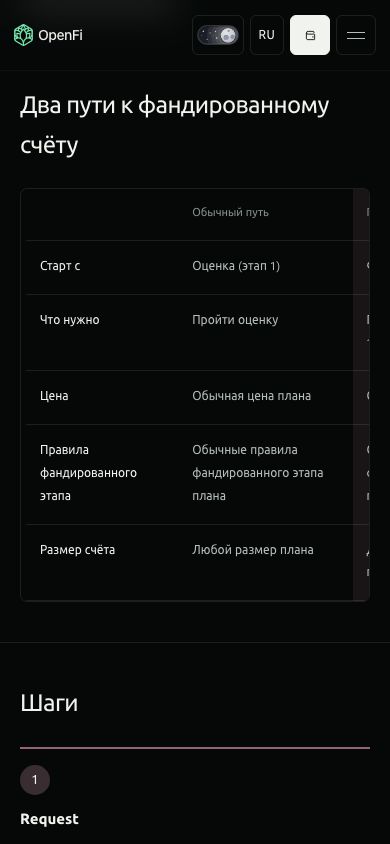 OpenFi
RU
Два пути к фандированному
счёту
Обычный путь
Старт с
Оценка (этап 1)
Что нужно
Пройти оценку
Цена
Обычная цена плана
Правила
фандированного
этапа
Обычные правила
фандированного этапа
плана
Размер счёта
Любой размер плана
Шаги
1
Request